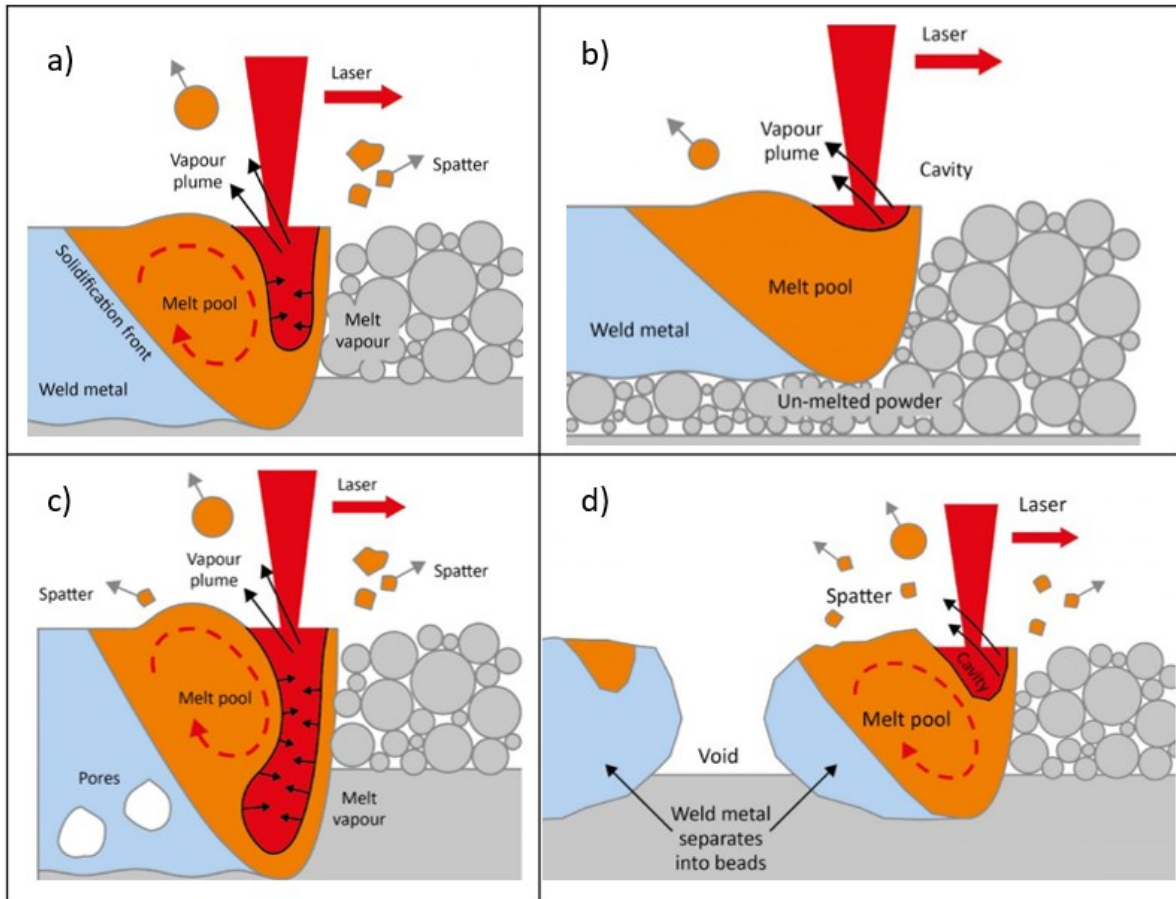 a)
Laser
Vapour
plume
Spatter
Solidification front
Melt pool
Melt
vapour
Weld metal
b)
Laser
Vapour
plume
Cavity
Melt pool
Weld metal
Un-melted powder
c)
Laser
Vapour
plume
Spatter
Spatter
Melt pool
Pores
Melt
vapour
d)
Laser
Spatter
Cavity
Melt pool
Void
Weld metal
separates
into beads